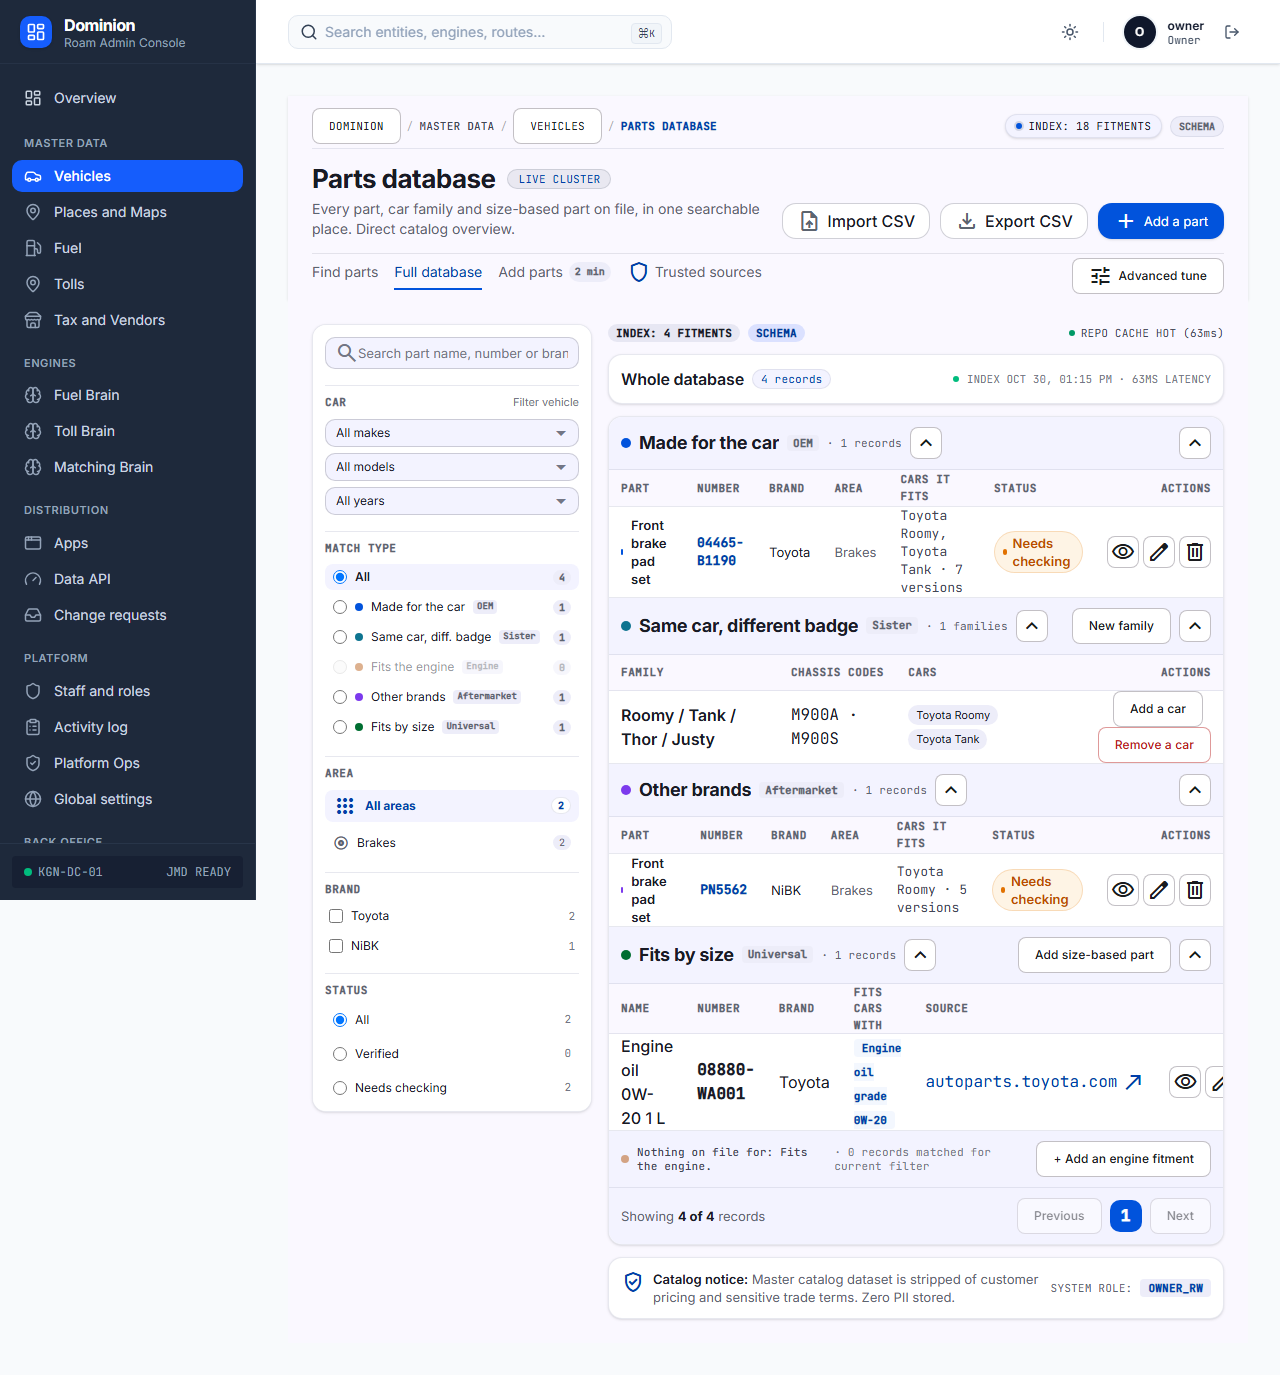 Dominion
Roam Admin Console
Search entities, engines, routes...
⌘K
O
owner
Owner
Overview
MASTER DATA
Vehicles
Places and Maps
Fuel
Tolls
Tax and Vendors
ENGINES
Fuel Brain
Toll Brain
Matching Brain
DISTRIBUTION
Apps
Data API
Change requests
PLATFORM
Staff and roles
Activity log
Platform Ops
Global settings
BACK OFFICE
KGN-DC-01
JMD READY
DOMINION / MASTER DATA / VEHICLES / PARTS DATABASE
INDEX: 18 FITMENTS
SCHEMA
Parts database
LIVE CLUSTER
Every part, car family and size-based part on file, in one searchable
place. Direct catalog overview.
Import CSV
Export CSV
Add a part
Find parts
Full database
Add parts
2 min
Trusted sources
Advanced tune
Search part name, number or bran
CAR
Filter vehicle
All makes
All models
All years
MATCH TYPE
All 4
Made for the car OEM 1
Same car, diff. badge Sister 1
Fits the engine Engine 0
Other brands Aftermarket 1
Fits by size Universal 1
AREA
All areas 2
Brakes 2
BRAND
Toyota 2
NiBK 1
STATUS
All 2
Verified 0
Needs checking 2
INDEX: 4 FITMENTS
SCHEMA
REPO CACHE HOT (63ms)
Whole database
4 records
INDEX OCT 30, 01:15 PM · 63MS LATENCY
Made for the car OEM · 1 records
PART NUMBER BRAND AREA CARS IT FITS STATUS ACTIONS
Front brake pad set
04465-B1190
Toyota
Brakes
Toyota Roomy, Toyota Tank · 7 versions
Needs checking
Same car, different badge Sister · 1 families
New family
FAMILY CHASSIS CODES CARS ACTIONS
Roomy / Tank /
Thor / Justy
M900A ·
M900S
Toyota Roomy
Toyota Tank
Add a car
Remove a car
Other brands Aftermarket · 1 records
PART NUMBER BRAND AREA CARS IT FITS STATUS ACTIONS
Front brake pad set
PN5562
NiBK
Brakes
Toyota Roomy · 5 versions
Needs checking
Fits by size Universal · 1 records
Add size-based part
NAME NUMBER BRAND FITS CARS WITH SOURCE
Engine oil 0W-20 1 L
08880-WA001
Toyota
Engine oil grade 0W-20
autoparts.toyota.com
Nothing on file for: Fits
the engine.
· 0 records matched for
current filter
+ Add an engine fitment
Showing 4 of 4 records
Previous
1
Next
Catalog notice: Master catalog dataset is stripped of customer
pricing and sensitive trade terms. Zero PII stored.
SYSTEM ROLE: OWNER_RW